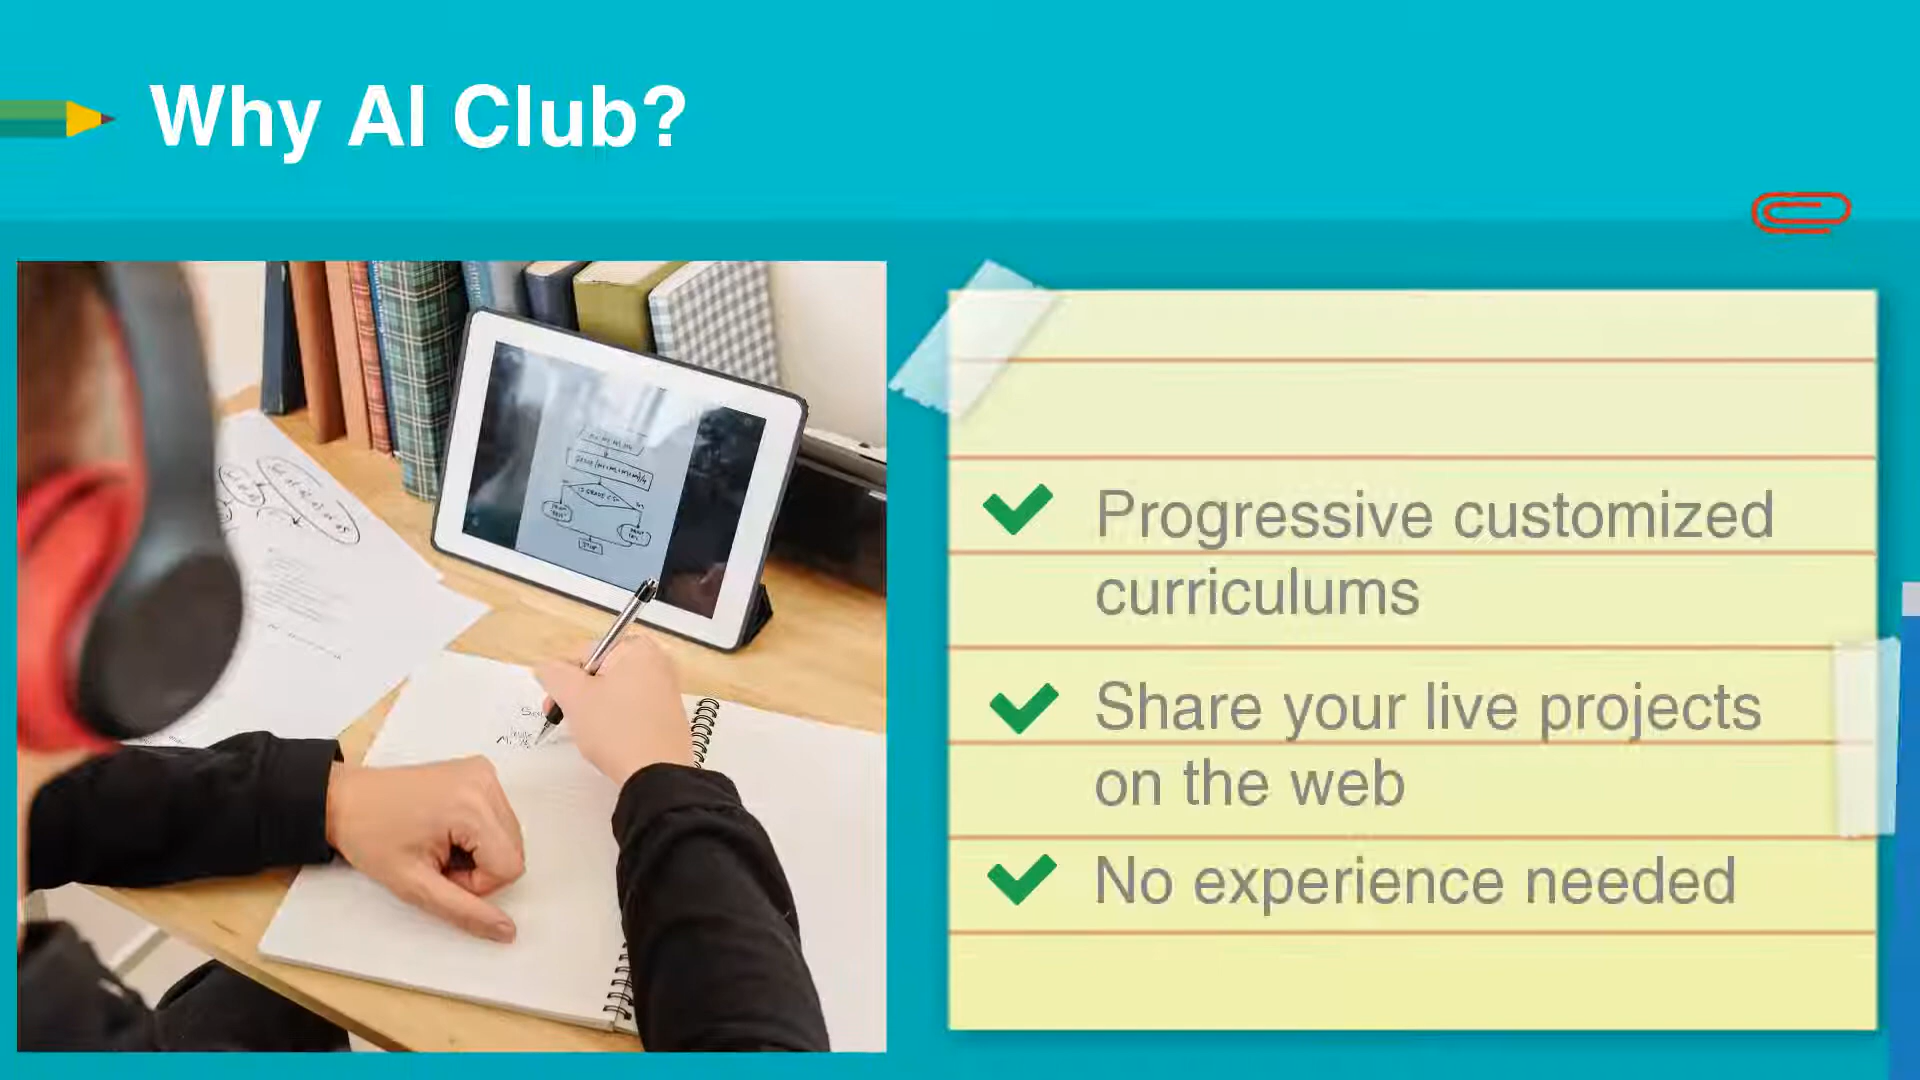 Why AI Club?
Progressive customized
curriculums
Share your live projects
on the web
No experience needed